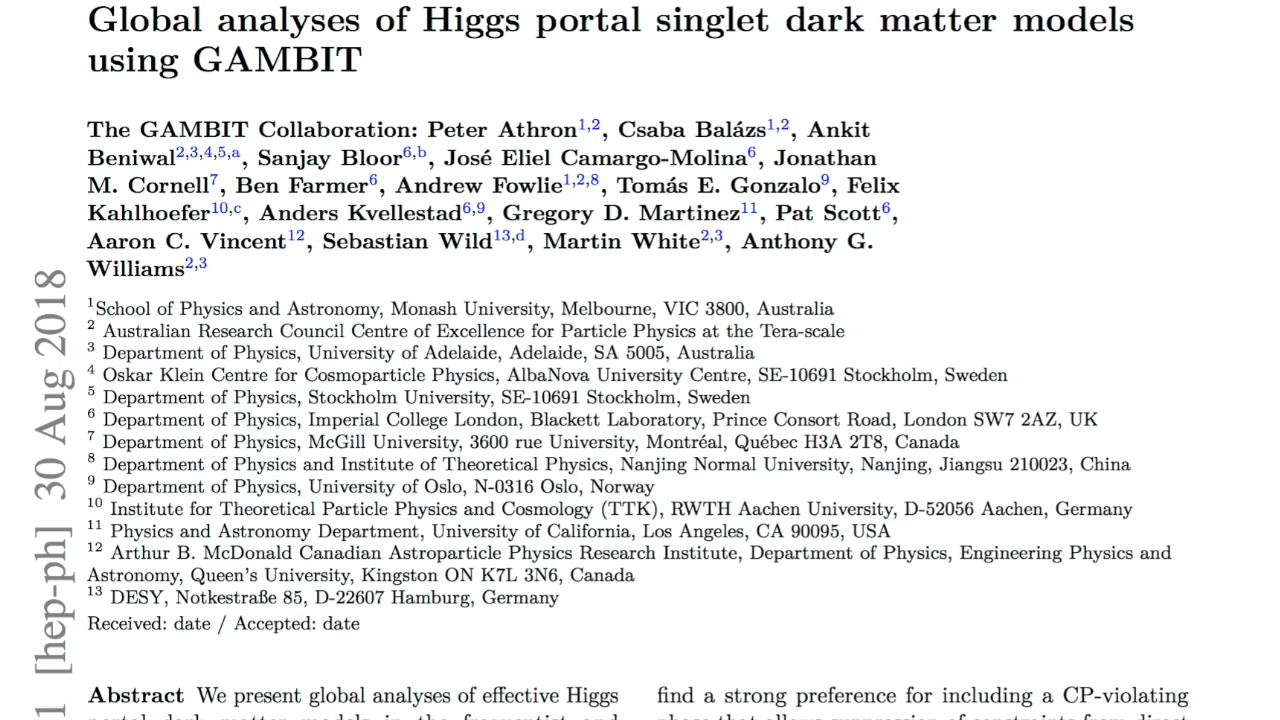 Global analyses of Higgs portal singlet dark matter models
using GAMBIT
The GAMBIT Collaboration: Peter Athron1,2, Csaba Balázs1,2, Ankit
Beniwal2,3,4,5,a, Sanjay Bloor6,b, José Eliel Camargo-Molina6, Jonathan
M. Cornell7, Ben Farmer6, Andrew Fowlie1,2,8, Tomás E. Gonzalo9, Felix
Kahlhoefer10,c, Anders Kvellestad6,9, Gregory D. Martinez11, Pat Scott6,
Aaron C. Vincent12, Sebastian Wild13,d, Martin White2,3, Anthony G.
Williams2,3
1School of Physics and Astronomy, Monash University, Melbourne, VIC 3800, Australia
2 Australian Research Council Centre of Excellence for Particle Physics at the Tera-scale
3 Department of Physics, University of Adelaide, Adelaide, SA 5005, Australia
4 Oskar Klein Centre for Cosmoparticle Physics, AlbaNova University Centre, SE-10691 Stockholm, Sweden
5 Department of Physics, Stockholm University, SE-10691 Stockholm, Sweden
6 Department of Physics, Imperial College London, Blackett Laboratory, Prince Consort Road, London SW7 2AZ, UK
7 Department of Physics, McGill University, 3600 rue University, Montréal, Québec H3A 2T8, Canada
8 Department of Physics and Institute of Theoretical Physics, Nanjing Normal University, Nanjing, Jiangsu 210023, China
9 Department of Physics, University of Oslo, N-0316 Oslo, Norway
10 Institute for Theoretical Particle Physics and Cosmology (TTK), RWTH Aachen University, D-52056 Aachen, Germany
11 Physics and Astronomy Department, University of California, Los Angeles, CA 90095, USA
12 Arthur B. McDonald Canadian Astroparticle Physics Research Institute, Department of Physics, Engineering Physics and
Astronomy, Queen's University, Kingston ON K7L 3N6, Canada
13 DESY, Notkestraße 85, D-22607 Hamburg, Germany
Received: date / Accepted: date
Abstract We present global analyses of effective Higgs
find a strong preference for including a CP-violating
1 [hep-ph] 30 Aug 2018